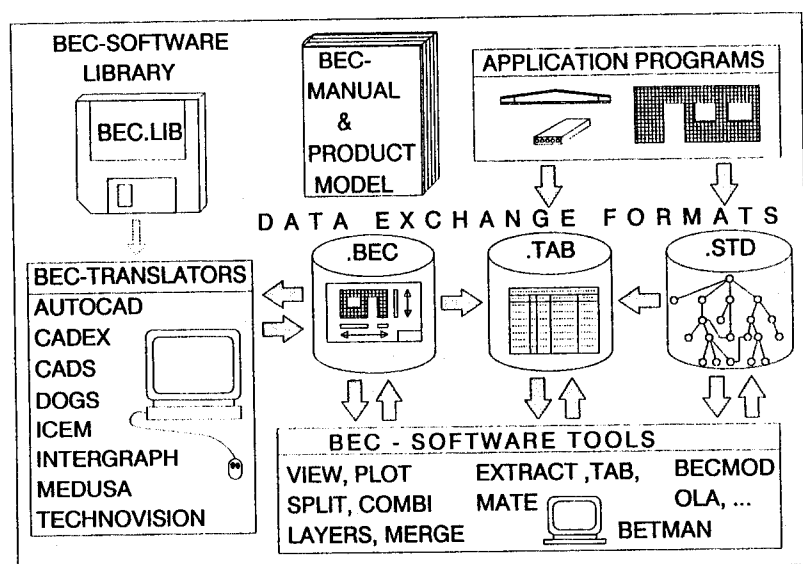 BEC-SOFTWARE
LIBRARY
BEC.LIB
BEC-
MANUAL
&
PRODUCT
MODEL
APPLICATION PROGRAMS
DATA EXCHANGE FORMATS
.BEC
.TAB
.STD
BEC-TRANSLATORS
AUTOCAD
CADEX
CADS
DOGS
ICEM
INTERGRAPH
MEDUSA
TECHNOVISION
BEC - SOFTWARE TOOLS
VIEW, PLOT
SPLIT, COMBI
LAYERS, MERGE
EXTRACT ,TAB,
MATE
BECMOD
OLA, ...
BETMAN